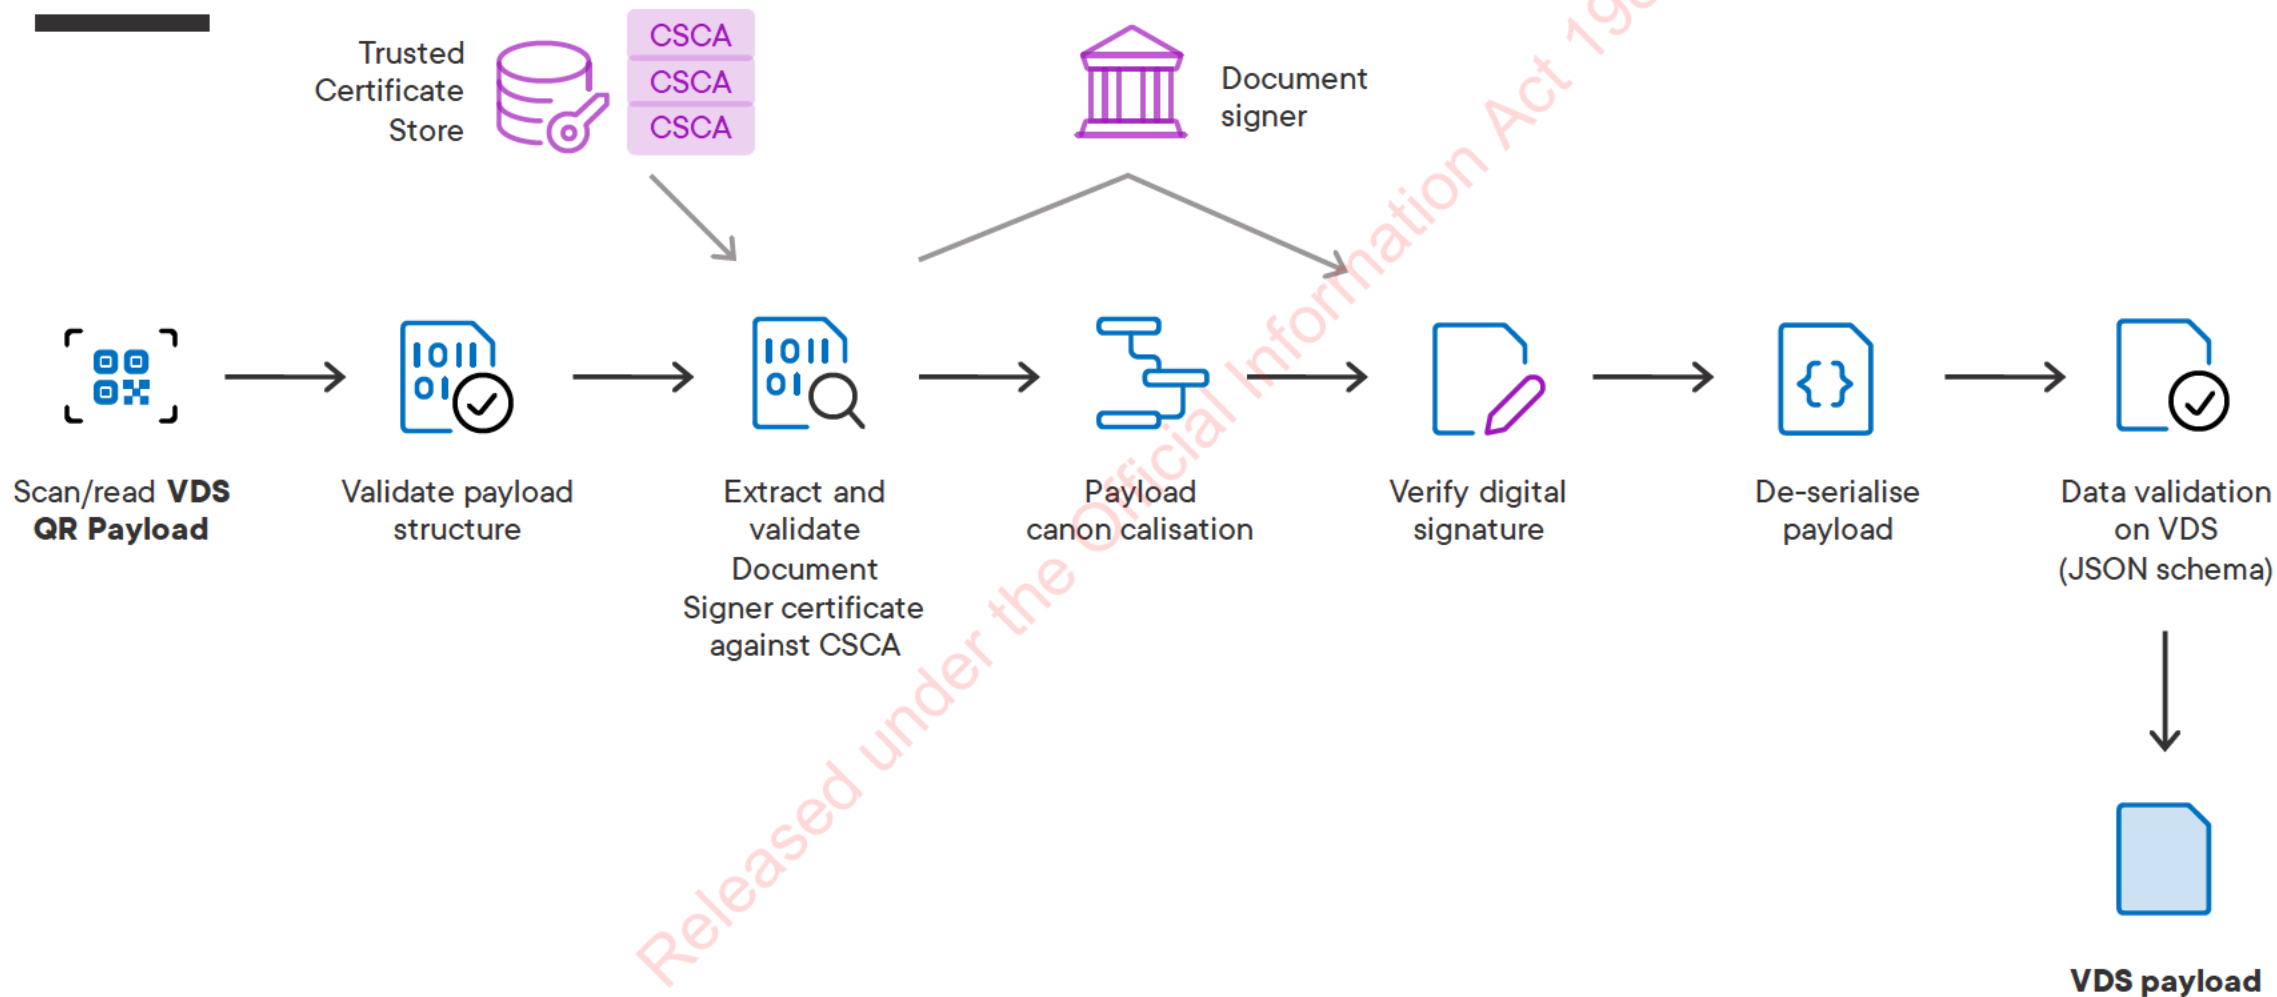 Trusted
Certificate
Store
CSCA
CSCA
CSCA
Document
signer
Scan/read VDS
QR Payload
Validate payload
structure
Extract and
validate
Document
Signer certificate
against CSCA
Payload
canon calisation
Verify digital
signature
De-serialise
payload
Data validation
on VDS
(JSON schema)
VDS payload
Released under the Official Information Act